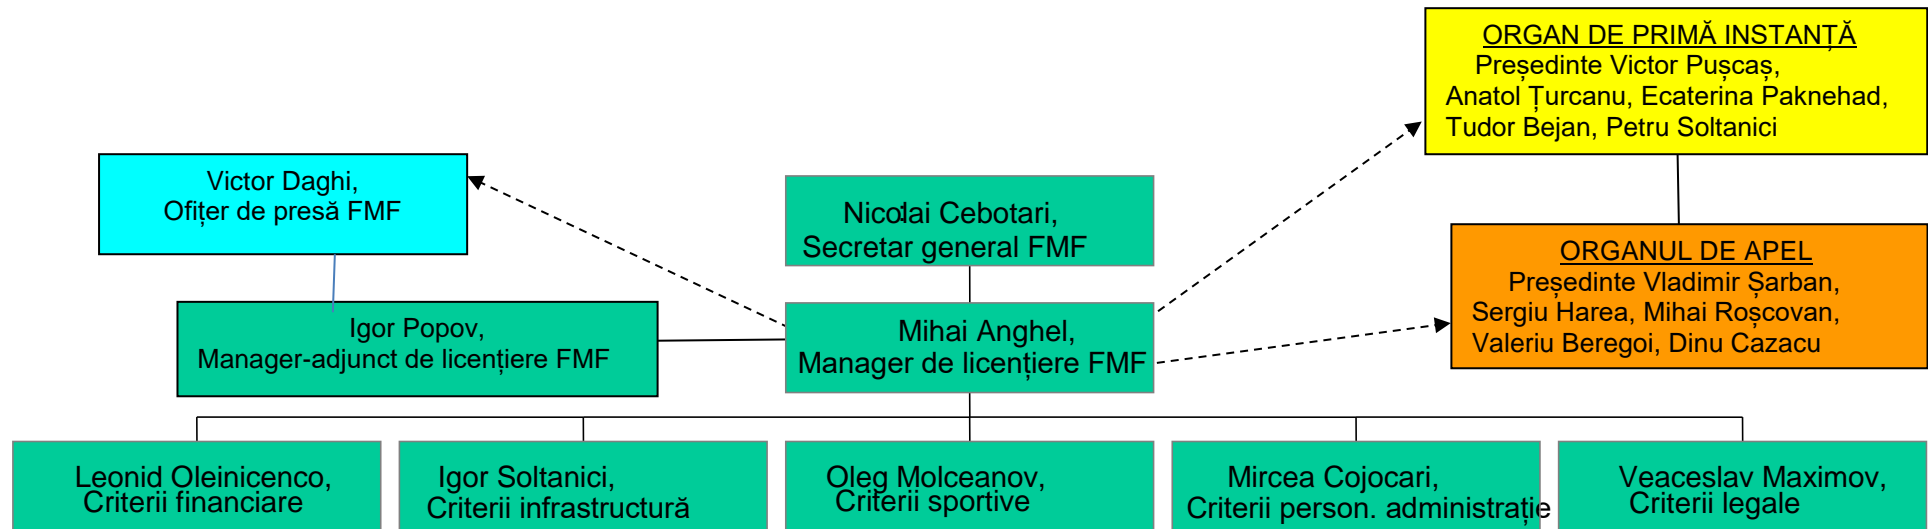 ORGAN DE PRIMĂ INSTANȚĂ
Președinte Victor Pușcaș,
Anatol Țurcanu, Ecaterina Paknehad,
Tudor Bejan, Petru Soltanici
Victor Daghi,
Ofițer de presă FMF
Nicolai Cebotari,
Secretar general FMF
ORGANUL DE APEL
Președinte Vladimir Șarban,
Sergiu Harea, Mihai Roșcovan,
Valeriu Beregoi, Dinu Cazacu
Igor Popov,
Manager-adjunct de licențiere FMF
Mihai Anghel,
Manager de licențiere FMF
Leonid Oleinicenco,
Criterii financiare
Igor Soltanici,
Criterii infrastructură
Oleg Molceanov,
Criterii sportive
Mircea Cojocari,
Criterii person. administrație
Veaceslav Maximov,
Criterii legale